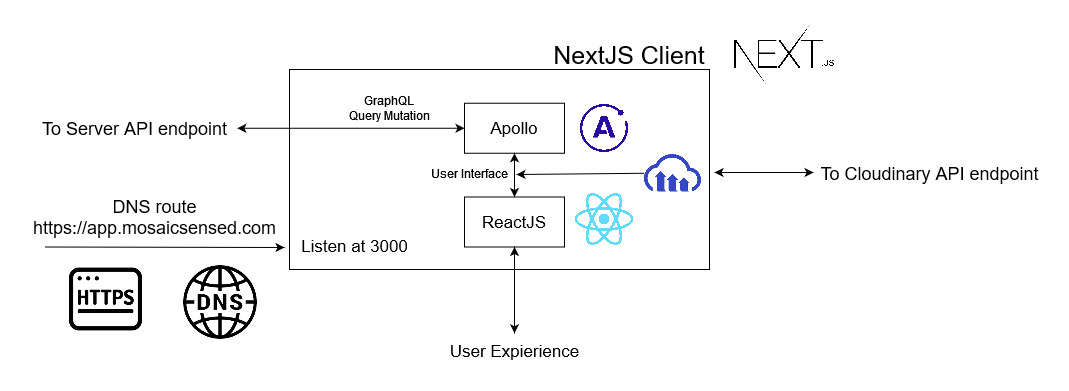 NextJS Client
NEXT.JS
GraphQL
Query Mutation
To Server API endpoint
Apollo
A
User Interface
To Cloudinary API endpoint
DNS route
https://app.mosaicsensed.com
ReactJS
Listen at 3000
HTTPS
DNS
User Expierience